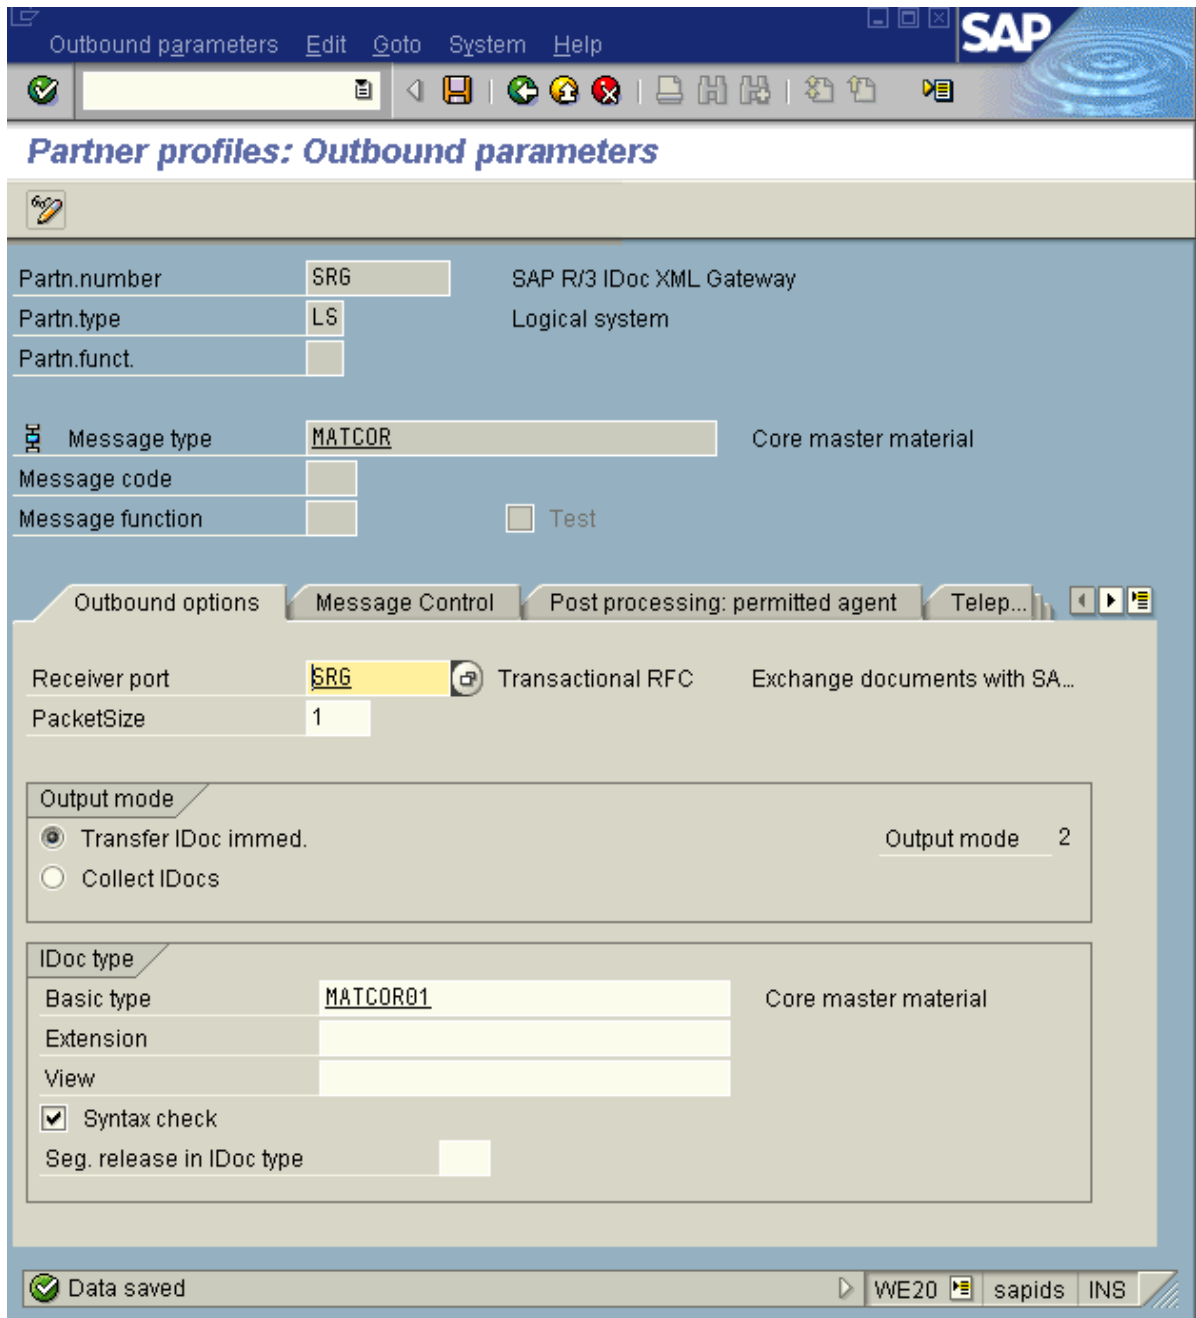 Outbound parameters Edit Goto System Help
SAP
Partner profiles: Outbound parameters
Partn.number SRG SAP R/3 IDoc XML Gateway
Partn.type LS Logical system
Partn.funct.
Message type MATCOR Core master material
Message code
Message function Test
Outbound options Message Control Post processing: permitted agent Telep...
Receiver port SRG Transactional RFC Exchange documents with SA...
PacketSize 1
Output mode
Transfer IDoc immed. Output mode 2
Collect IDocs
IDoc type
Basic type MATCOR01 Core master material
Extension
View
Syntax check
Seg. release in IDoc type
Data saved WE20 sapids INS